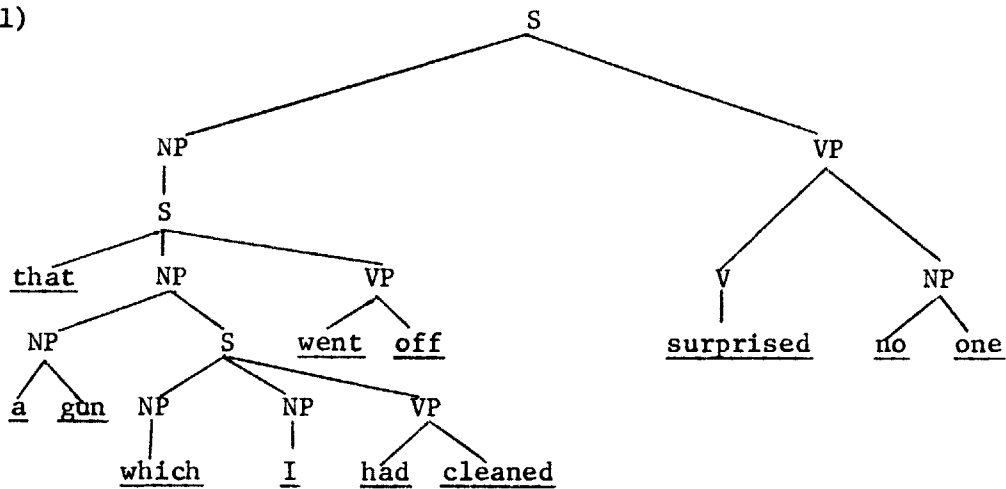 1) S
NP VP
S
that NP VP V NP
NP S went off surprised no one
a gun NP NP VP
which I had cleaned